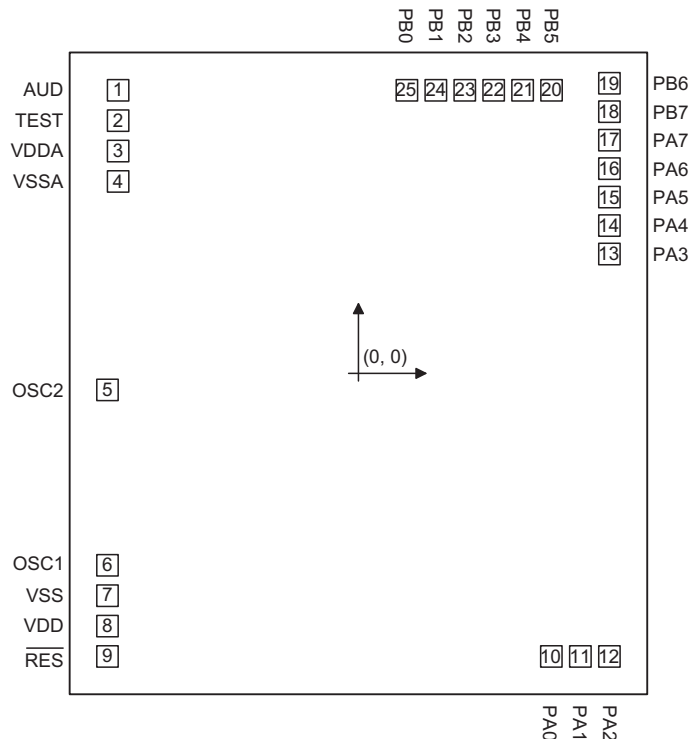 PB0 PB1 PB2 PB3 PB4 PB5
AUD 1 25 24 23 22 21 20 19 PB6
TEST 2 18 PB7
VDDA 3 17 PA7
VSSA 4 16 PA6
15 PA5
14 PA4
13 PA3
(0, 0)
OSC2 5
OSC1 6
VSS 7
VDD 8
RES 9 10 11 12
PA0 PA1 PA2